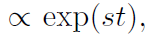 ∝ exp(st),